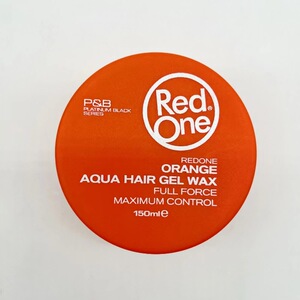 P&B
PLATINUM BLACK
SERIES
Red
One
REDONE
ORANGE
AQUA HAIR GEL WAX
FULL FORCE
MAXIMUM CONTROL
150ml e